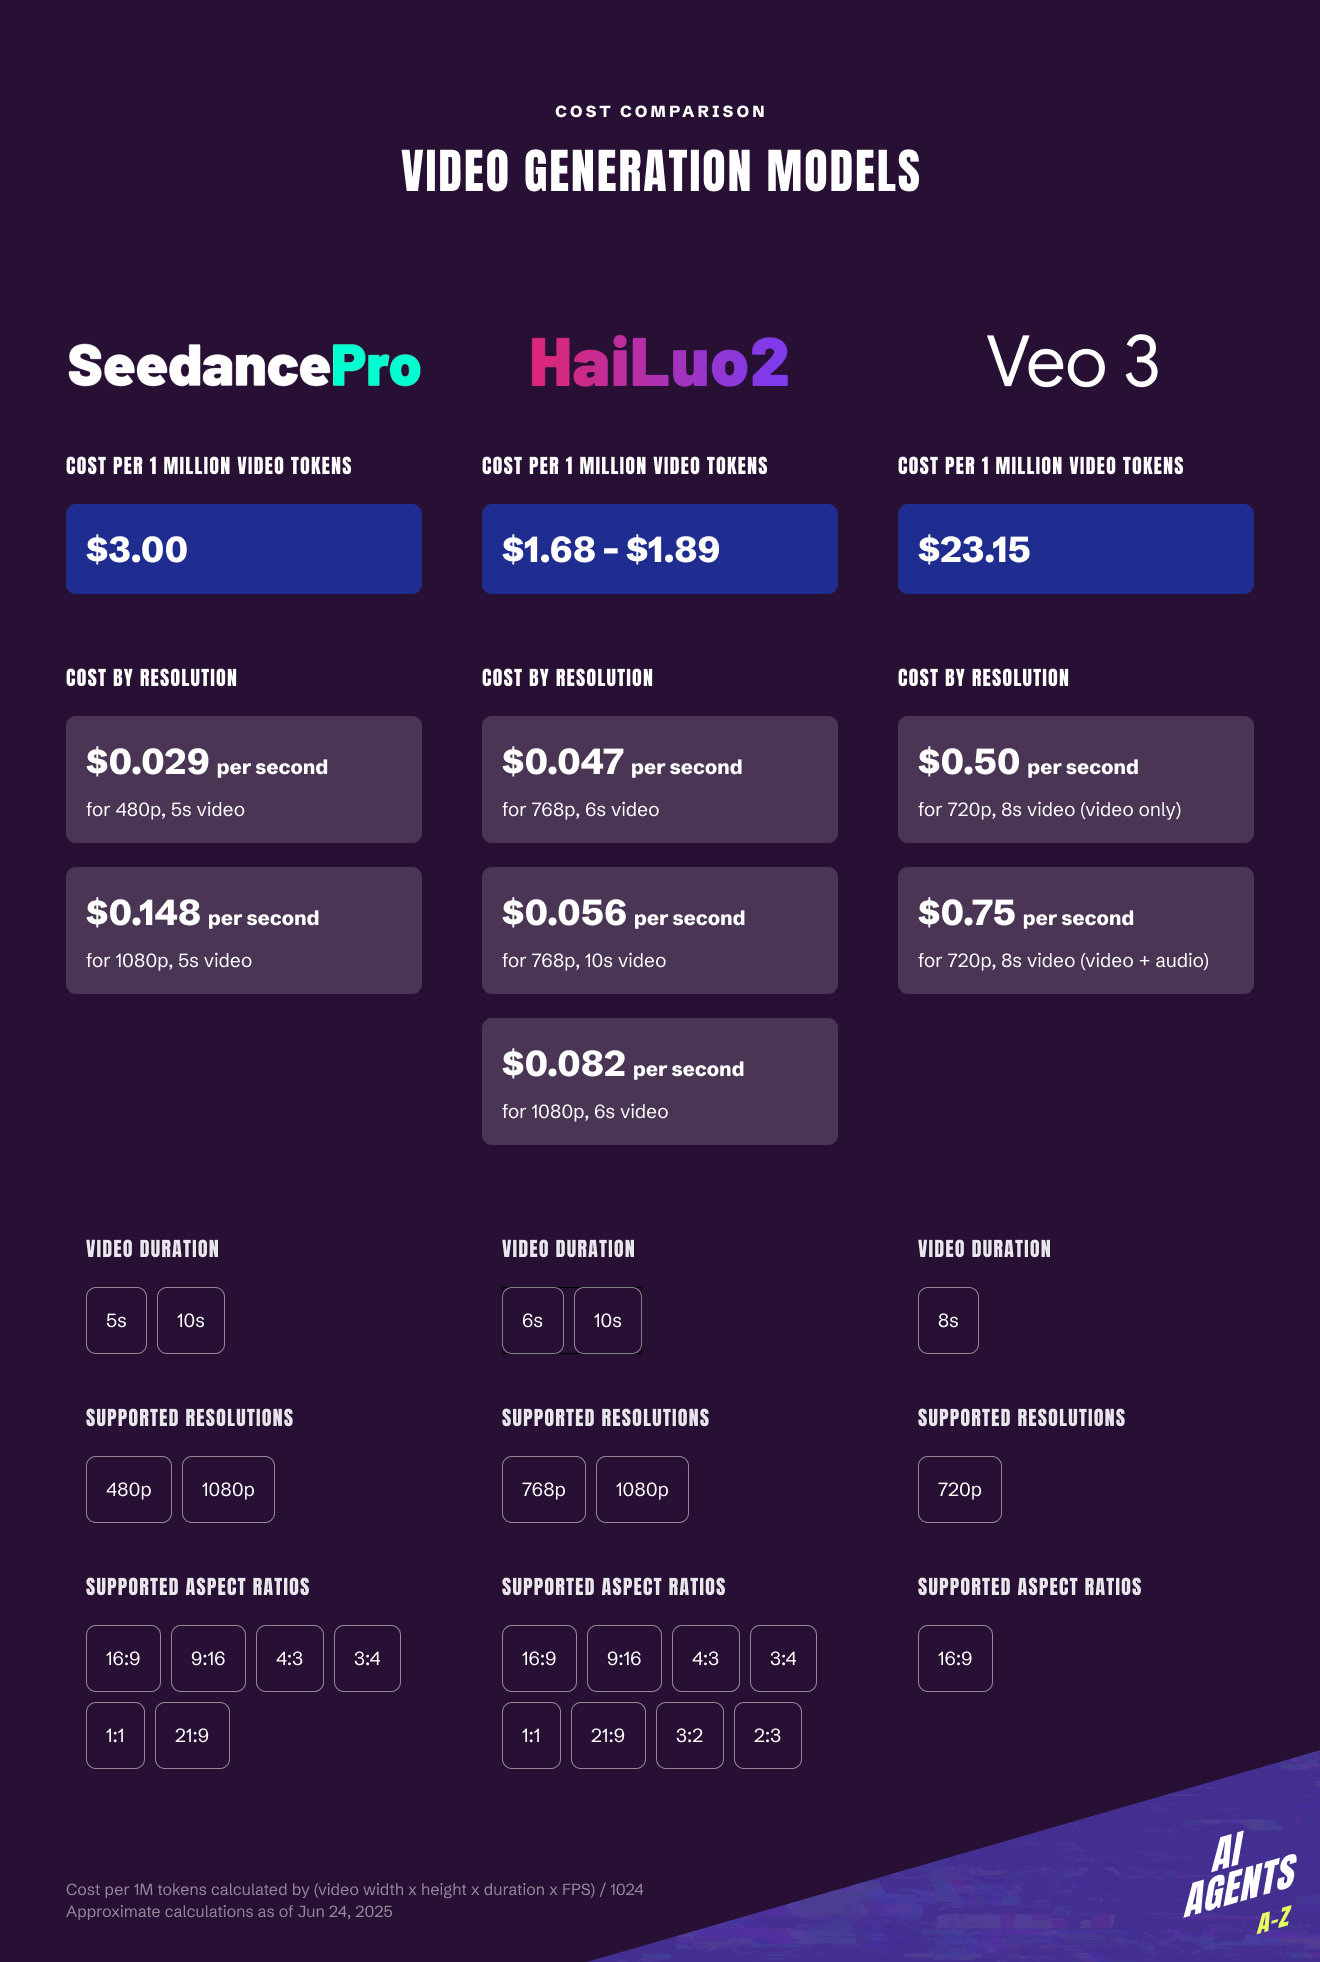 COST COMPARISON
VIDEO GENERATION MODELS
SeedancePro
HaiLuo2
Veo 3
COST PER 1 MILLION VIDEO TOKENS
COST PER 1 MILLION VIDEO TOKENS
COST PER 1 MILLION VIDEO TOKENS
$3.00
$1.68 - $1.89
$23.15
COST BY RESOLUTION
COST BY RESOLUTION
COST BY RESOLUTION
$0.029 per second
for 480p, 5s video
$0.047 per second
for 768p, 6s video
$0.50 per second
for 720p, 8s video (video only)
$0.148 per second
for 1080p, 5s video
$0.056 per second
for 768p, 10s video
$0.75 per second
for 720p, 8s video (video + audio)
$0.082 per second
for 1080p, 6s video
VIDEO DURATION
VIDEO DURATION
VIDEO DURATION
5s 10s
6s 10s
8s
SUPPORTED RESOLUTIONS
SUPPORTED RESOLUTIONS
SUPPORTED RESOLUTIONS
480p 1080p
768p 1080p
720p
SUPPORTED ASPECT RATIOS
SUPPORTED ASPECT RATIOS
SUPPORTED ASPECT RATIOS
16:9 9:16 4:3 3:4
16:9 9:16 4:3 3:4
16:9
1:1 21:9
1:1 21:9 3:2 2:3
Cost per 1M tokens calculated by (video width x height x duration x FPS) / 1024
Approximate calculations as of Jun 24, 2025
AI
AGENTS
A-Z